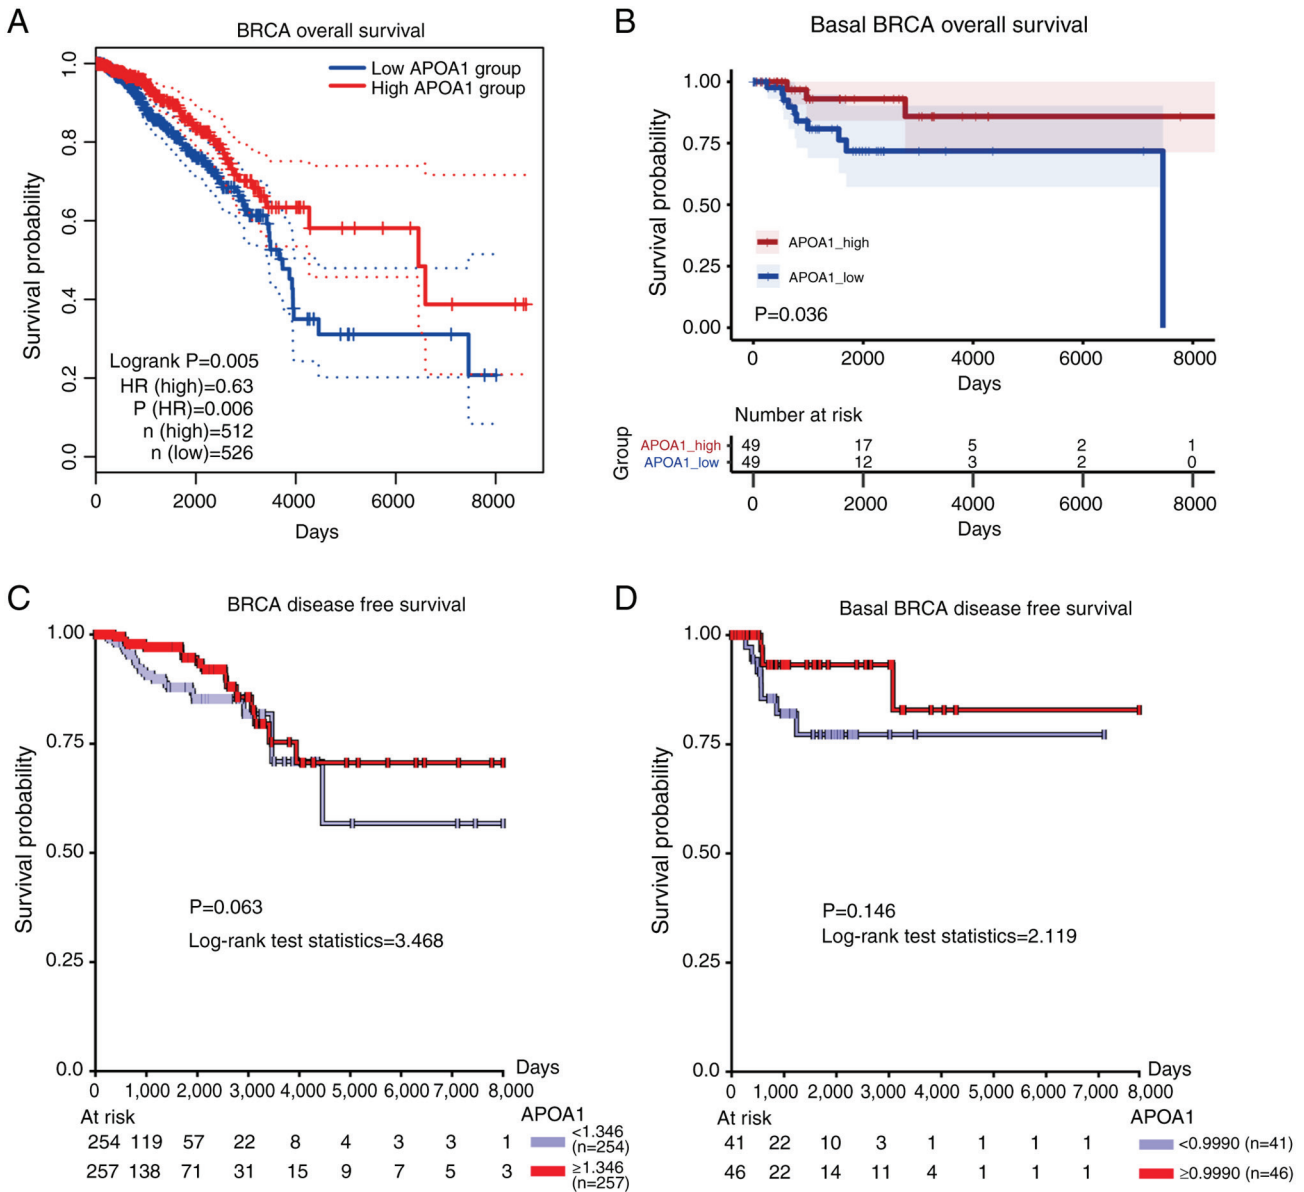 A
BRCA overall survival
Survival probability
1.0
0.8
0.6
0.4
0.2
0.0
Low APOA1 group
High APOA1 group
Logrank P=0.005
HR (high)=0.63
P (HR)=0.006
n (high)=512
n (low)=526
0 2000 4000 6000 8000
Days
B
Basal BRCA overall survival
Survival probability
1.00
0.75
0.50
0.25
0.00
APOA1_high
APOA1_low
P=0.036
0 2000 4000 6000 8000
Days
Number at risk
Group
APOA1_high 49 17 5 2 1
APOA1_low 49 12 3 2 0
0 2000 4000 6000 8000
Days
C
BRCA disease free survival
Survival probability
1.00
0.75
0.50
0.25
0.0
P=0.063
Log-rank test statistics=3.468
Days
0 1,000 2,000 3,000 4,000 5,000 6,000 7,000 8,000
At risk
APOA1
254 119 57 22 8 4 3 3 1 <1.346 (n=254)
257 138 71 31 15 9 7 5 3 ≥1.346 (n=257)
D
Basal BRCA disease free survival
Survival probability
1.00
0.75
0.50
0.25
0.0
P=0.146
Log-rank test statistics=2.119
Days
0 1,000 2,000 3,000 4,000 5,000 6,000 7,000 8,000
At risk
APOA1
41 22 10 3 1 1 1 1 <0.9990 (n=41)
46 22 14 11 4 1 1 1 ≥0.9990 (n=46)